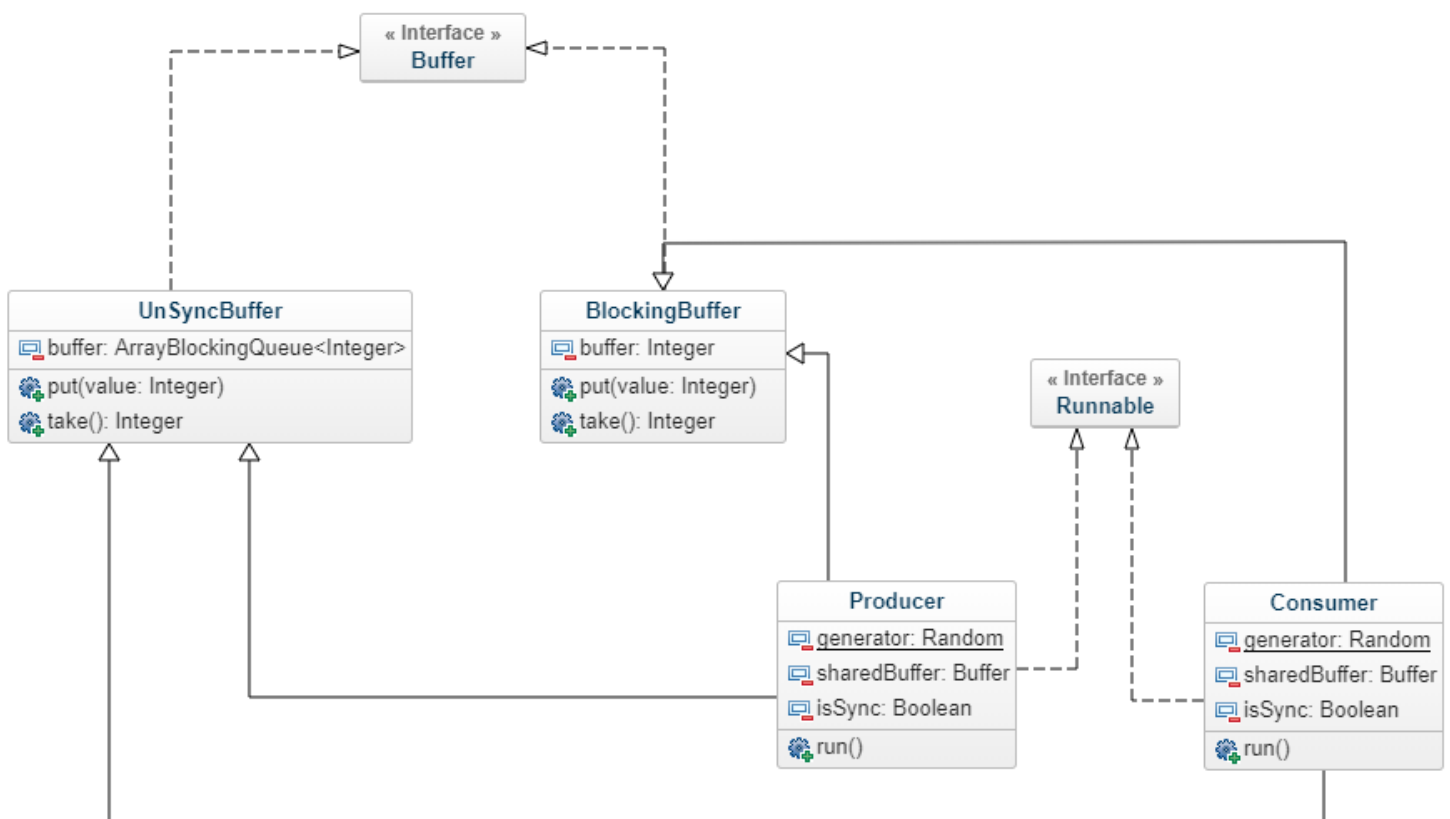 « Interface »
Buffer
UnSyncBuffer
buffer: ArrayBlockingQueue<Integer>
put(value: Integer)
take(): Integer
BlockingBuffer
buffer: Integer
put(value: Integer)
take(): Integer
« Interface »
Runnable
Producer
generator: Random
sharedBuffer: Buffer
isSync: Boolean
run()
Consumer
generator: Random
sharedBuffer: Buffer
isSync: Boolean
run()